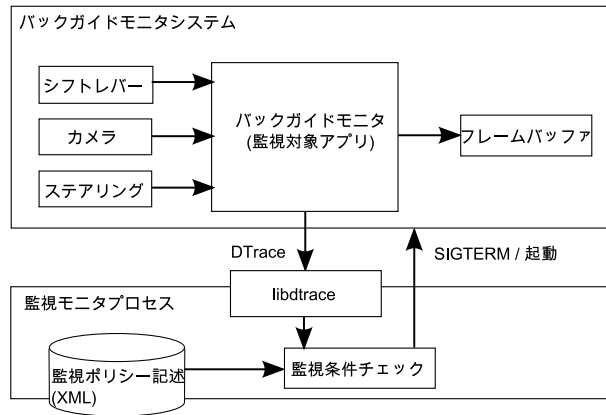 バックガイドモニタシステム
シフトレバー
カメラ
ステアリング
バックガイドモニタ
(監視対象アプリ)
フレームバッファ
DTrace
SIGTERM / 起動
libdtrace
監視モニタプロセス
監視ポリシー記述
(XML)
監視条件チェック